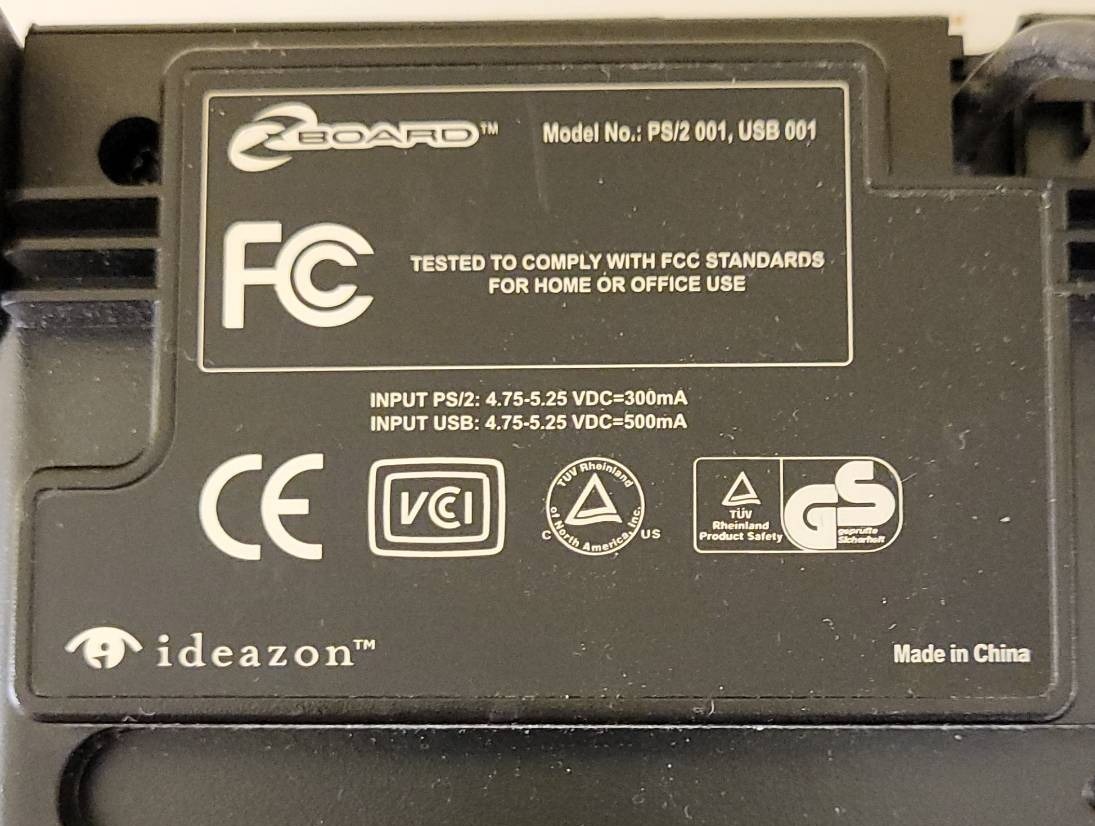 ZBOARD™ Model No.: PS/2 001, USB 001
FC
TESTED TO COMPLY WITH FCC STANDARDS
FOR HOME OR OFFICE USE
INPUT PS/2: 4.75-5.25 VDC=300mA
INPUT USB: 4.75-5.25 VDC=500mA
CE
VCI
TÜV Rheinland
of North America, Inc.
C US
TÜV
Rheinland
Product Safety
GS
geprüfte
Sicherheit
ideazon™
Made in China